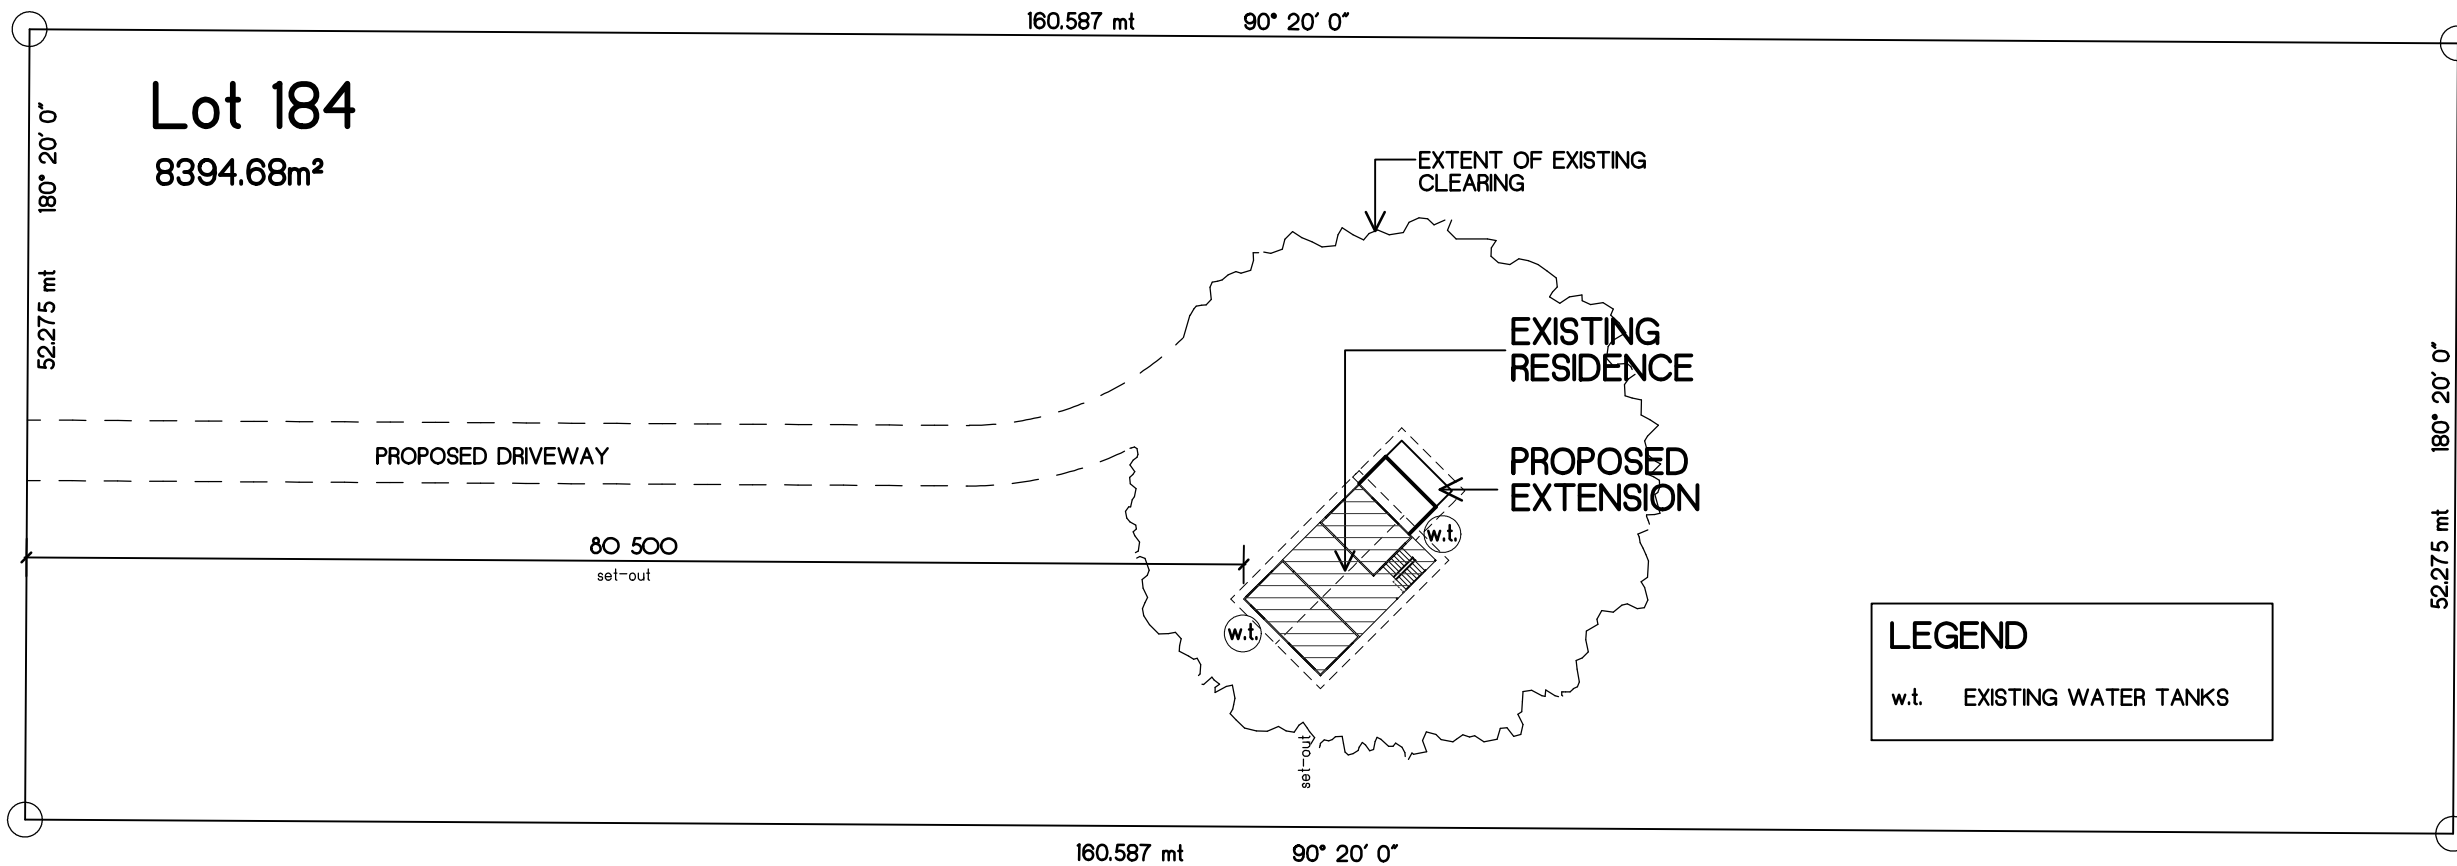 160.587 mt 90° 20' 0"
Lot 184
8394.68m²
180° 20' 0"
52.275 mt
EXTENT OF EXISTING
CLEARING
EXISTING
RESIDENCE
PROPOSED DRIVEWAY
PROPOSED
EXTENSION
w.t.
80 500
set-out
w.t.
180° 20' 0"
52.275 mt
LEGEND
w.t. EXISTING WATER TANKS
set-out
160.587 mt 90° 20' 0"